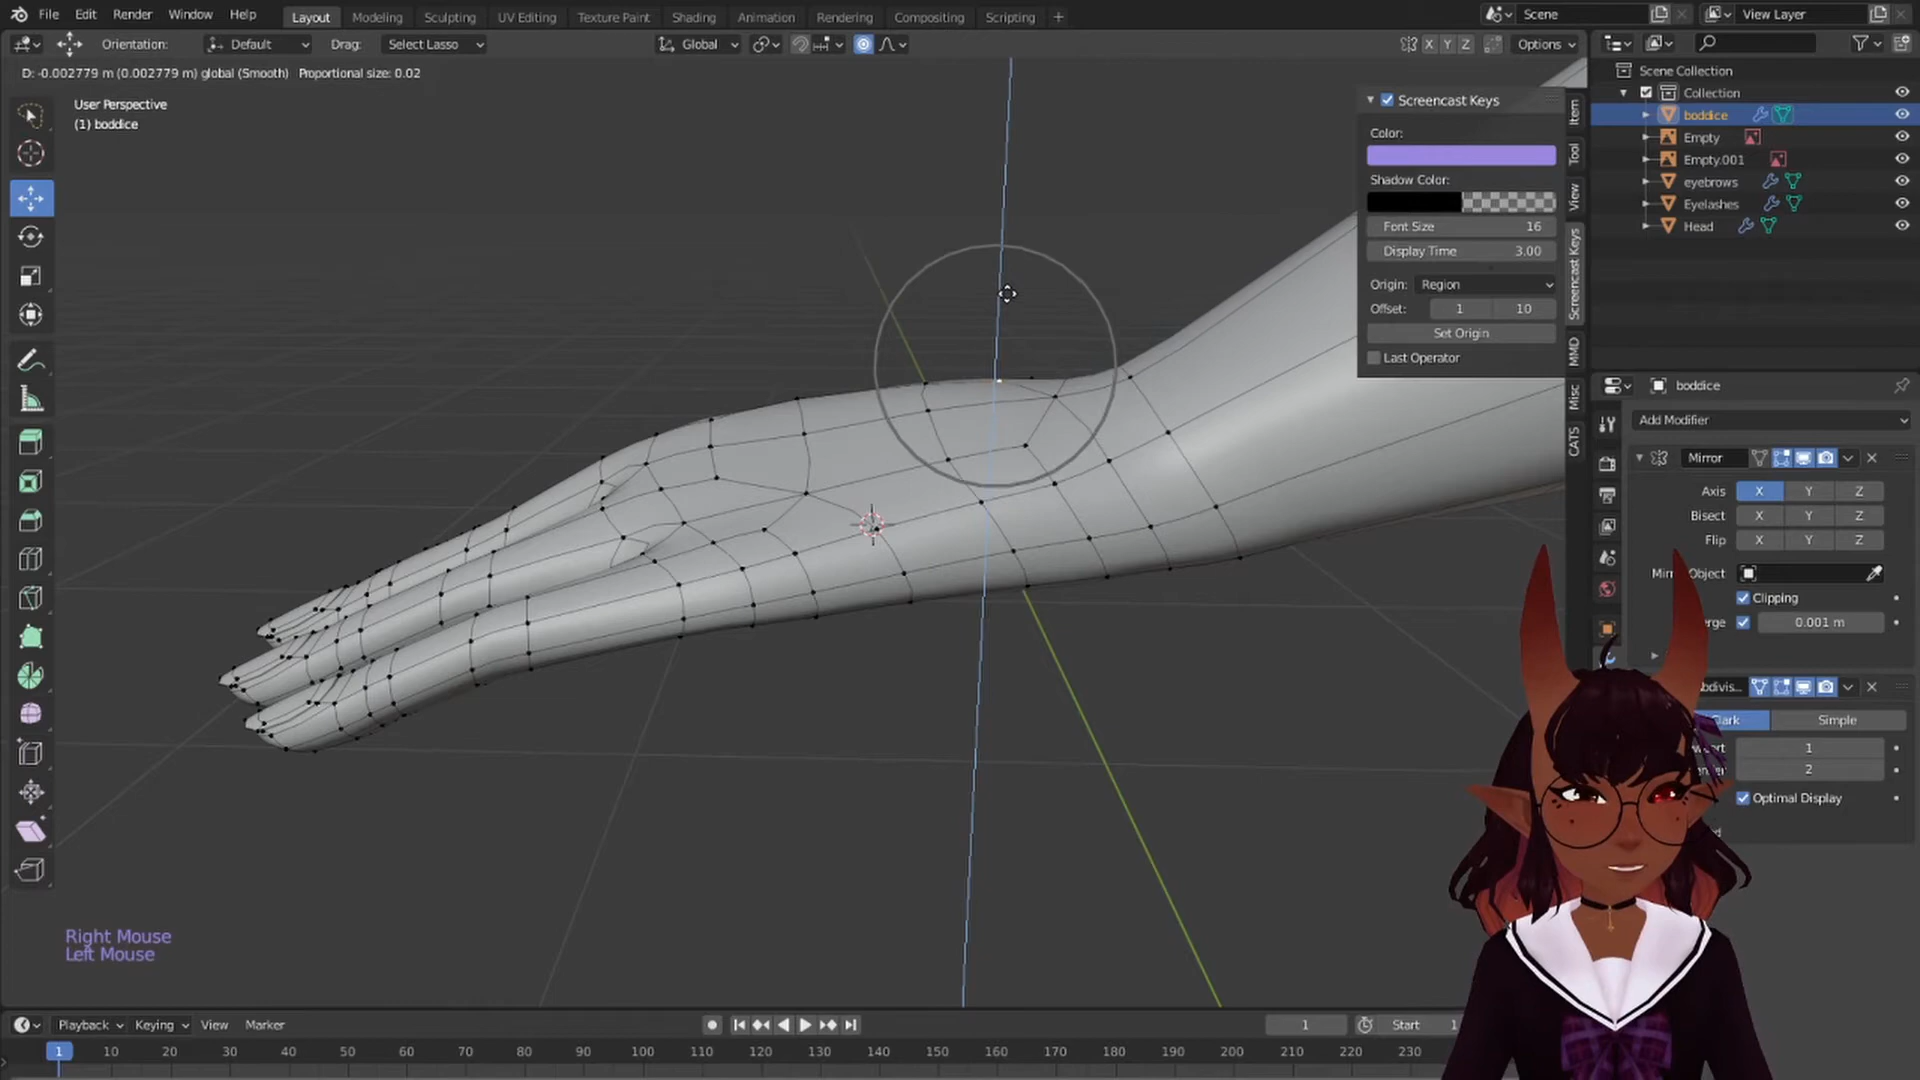 File Edit Render Window Help Layout Modeling Sculpting UV Editing Texture Paint Shading Animation Rendering Compositing Scripting + Scene View Layer
Orientation: Default Drag: Select Lasso Global X Y Z Options
D: -0.002779 m (0.002779 m) global (Smooth) Proportional size: 0.02
User Perspective
(1) boddice
Screencast Keys
Color:
Shadow Color:
Font Size 16
Display Time 3.00
Origin: Region
Offset: 1 10
Set Origin
Last Operator
Item
Tool
View
Screencast Keys
MMD
Misc
CATS
Scene Collection
Collection
boddice
Empty
Empty.001
eyebrows
Eyelashes
Head
boddice
Add Modifier
Mirror
Axis X Y Z
Bisect X Y Z
Flip X Y Z
Clipping
0.001 m
Simple
1
2
Optimal Display
Right Mouse
Left Mouse
Playback Keying View Marker 1 Start 1
1 10 20 30 40 50 60 70 80 90 100 110 120 130 140 150 160 170 180 190 200 210 220 230